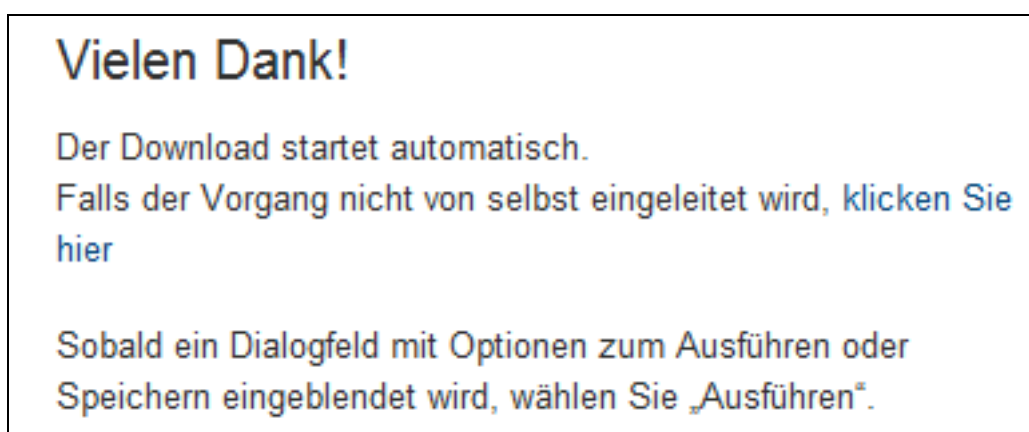 Vielen Dank!
Der Download startet automatisch.
Falls der Vorgang nicht von selbst eingeleitet wird, klicken Sie
hier
Sobald ein Dialogfeld mit Optionen zum Ausführen oder
Speichern eingeblendet wird, wählen Sie „Ausführen“.